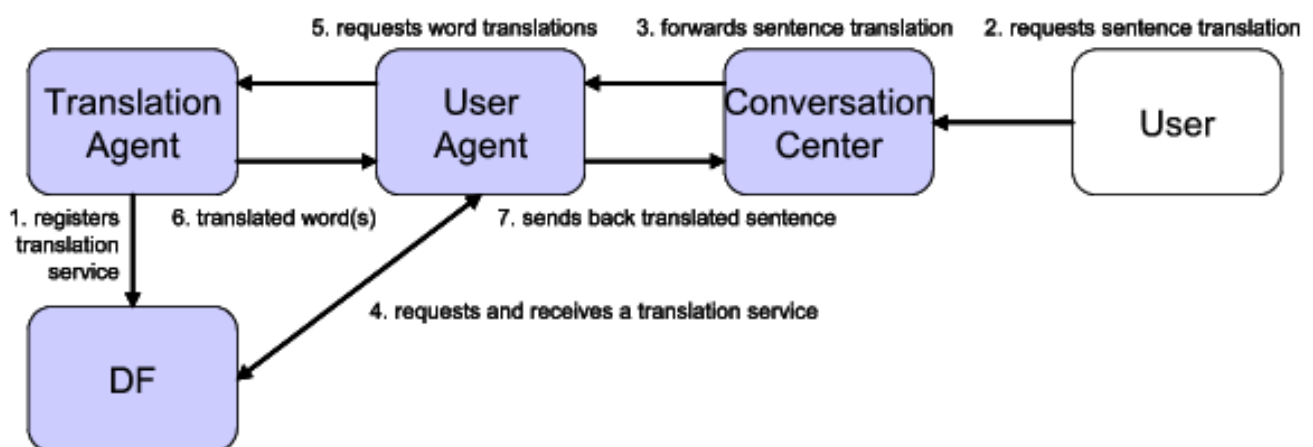 5. requests word translations
3. forwards sentence translation
2. requests sentence translation
Translation
Agent
User
Agent
Conversation
Center
User
1. registers
translation
service
6. translated word(s)
7. sends back translated sentence
4. requests and receives a translation service
DF